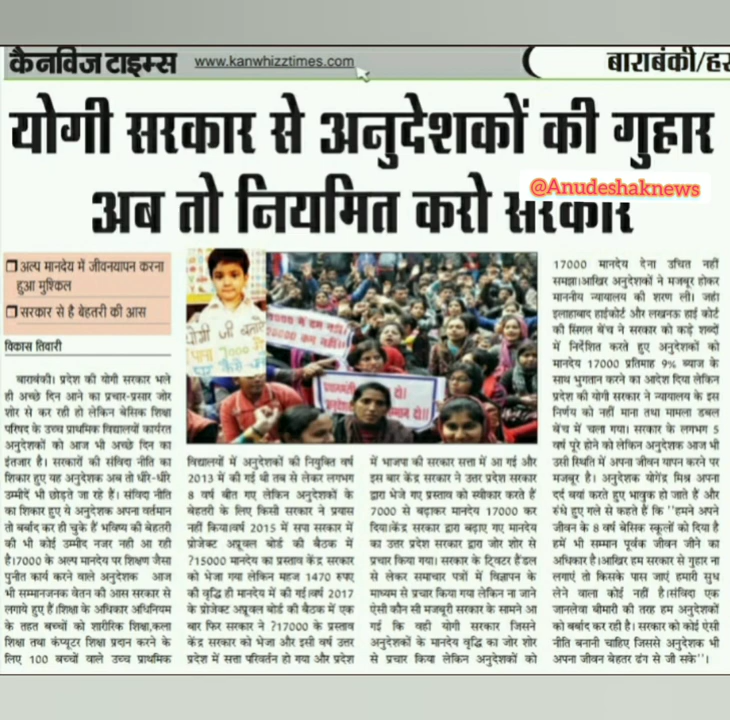 कैनविज टाइम्स
www.kanwhizztimes.com
बाराबंकी/हर
योगी सरकार से अनुदेशकों की गुहार
अब तो नियमित करो सरकार
@Anudeshaknews
अल्प मानदेय में जीवनयापन करना
हुआ मुश्किल
सरकार से है बेहतरी की आस
विकास तिवारी
बाराबंकी। प्रदेश की योगी सरकार भले
ही अच्छे दिन आने का प्रचार-प्रसार जोर
शोर से कर रही हो लेकिन बेसिक शिक्षा
परिषद के उच्च प्राथमिक विद्यालयों कार्यरत
अनुदेशकों को आज भी अच्छे दिन का
इंतजार है। सरकारों की संविदा नीति का
शिकार हुए यह अनुदेशक अब तो धीरे-धीरे
उम्मीदें भी छोड़ते जा रहे हैं। संविदा नीति
का शिकार हुए ये अनुदेशक अपना वर्तमान
तो बर्बाद कर ही चुके हैं भविष्य की बेहतरी
की भी कोई उम्मीद नजर नही आ रही
है।7000 के अल्प मानदेय पर शिक्षण जैसा
पुनीत कार्य करने वाले अनुदेशक आज
भी सम्मानजनक वेतन की आस सरकार से
लगाये हुए हैं।शिक्षा के अधिकार अधिनियम
के तहत बच्चों को शारीरिक शिक्षा,कला
शिक्षा तथा कंप्यूटर शिक्षा प्रदान करने के
लिए 100 बच्चों वाले उच्च प्राथमिक
योगी जी बताये
7000 में
विद्यालयों में अनुदेशकों की नियुक्ति वर्ष
2013 में की गई थी तब से लेकर लगभग
8 वर्ष बीत गए लेकिन अनुदेशकों के
बेहतरी के लिए किसी सरकार ने प्रयास
नहीं किया।वर्ष 2015 में सपा सरकार में
प्रोजेक्ट अप्रूवल बोर्ड की बैठक में
?15000 मानदेय का प्रस्ताव केंद्र सरकार
को भेजा गया लेकिन महज 1470 रुपए
की वृद्धि ही मानदेय में की गई।वर्ष 2017
के प्रोजेक्ट अप्रूवल बोर्ड की बैठक में एक
बार फिर सरकार ने ?17000 के प्रस्ताव
केंद्र सरकार को भेजा और इसी वर्ष उत्तर
प्रदेश में सत्ता परिवर्तन हो गया और प्रदेश
में भाजपा की सरकार सत्ता में आ गई और
इस बार केंद्र सरकार ने उत्तर प्रदेश सरकार
द्वारा भेजे गए प्रस्ताव को स्वीकार करते हैं
7000 से बढ़ाकर मानदेय 17000 कर
दिया।केंद्र सरकार द्वारा बढ़ाए गए मानदेय
का उत्तर प्रदेश सरकार द्वारा जोर शोर से
प्रचार किया गया। सरकार के ट्विटर हैंडल
से लेकर समाचार पत्रों में विज्ञापन के
माध्यम से प्रचार किया गया लेकिन ना जाने
ऐसी कौन सी मजबूरी सरकार के सामने आ
गई कि वही योगी सरकार जिसने
अनुदेशकों के मानदेय वृद्धि का जोर शोर
से प्रचार किया लेकिन अनुदेशकों को
17000 मानदेय देना उचित नहीं
समझा।आखिर अनुदेशकों ने मजबूर होकर
माननीय न्यायालय की शरण ली। जहां
इलाहाबाद हाईकोर्ट और लखनऊ हाई कोर्ट
की सिंगल बेंच ने सरकार को कड़े शब्दों
में निर्देशित करते हुए अनुदेशकों को
मानदेय 17000 प्रतिमाह 9% ब्याज के
साथ भुगतान करने का आदेश दिया लेकिन
प्रदेश की योगी सरकार ने न्यायालय के इस
निर्णय को नहीं माना तथा मामला डबल
बेंच में चला गया। सरकार के लगभग 5
वर्ष पूरे होने को लेकिन अनुदेशक आज भी
उसी स्थिति में अपना जीवन यापन करने पर
मजबूर है। अनुदेशक योगेंद्र मिश्र अपना
दर्द बयां करते हुए भावुक हो जाते हैं और
रुंधे हुए गले से कहते हैं कि "हमने अपने
जीवन के 8 वर्ष बेसिक स्कूलों को दिया है
हमें भी सम्मान पूर्वक जीवन जीने का
अधिकार है।आखिर हम सरकार से गुहार ना
लगाएं तो किसके पास जाएं हमारी सुध
लेने वाला कोई नहीं है।संविदा एक
जानलेवा बीमारी की तरह हम अनुदेशकों
को बर्बाद कर रही है। सरकार को कोई ऐसी
नीति बनानी चाहिए जिससे अनुदेशक भी
अपना जीवन बेहतर ढंग से जी सके"।